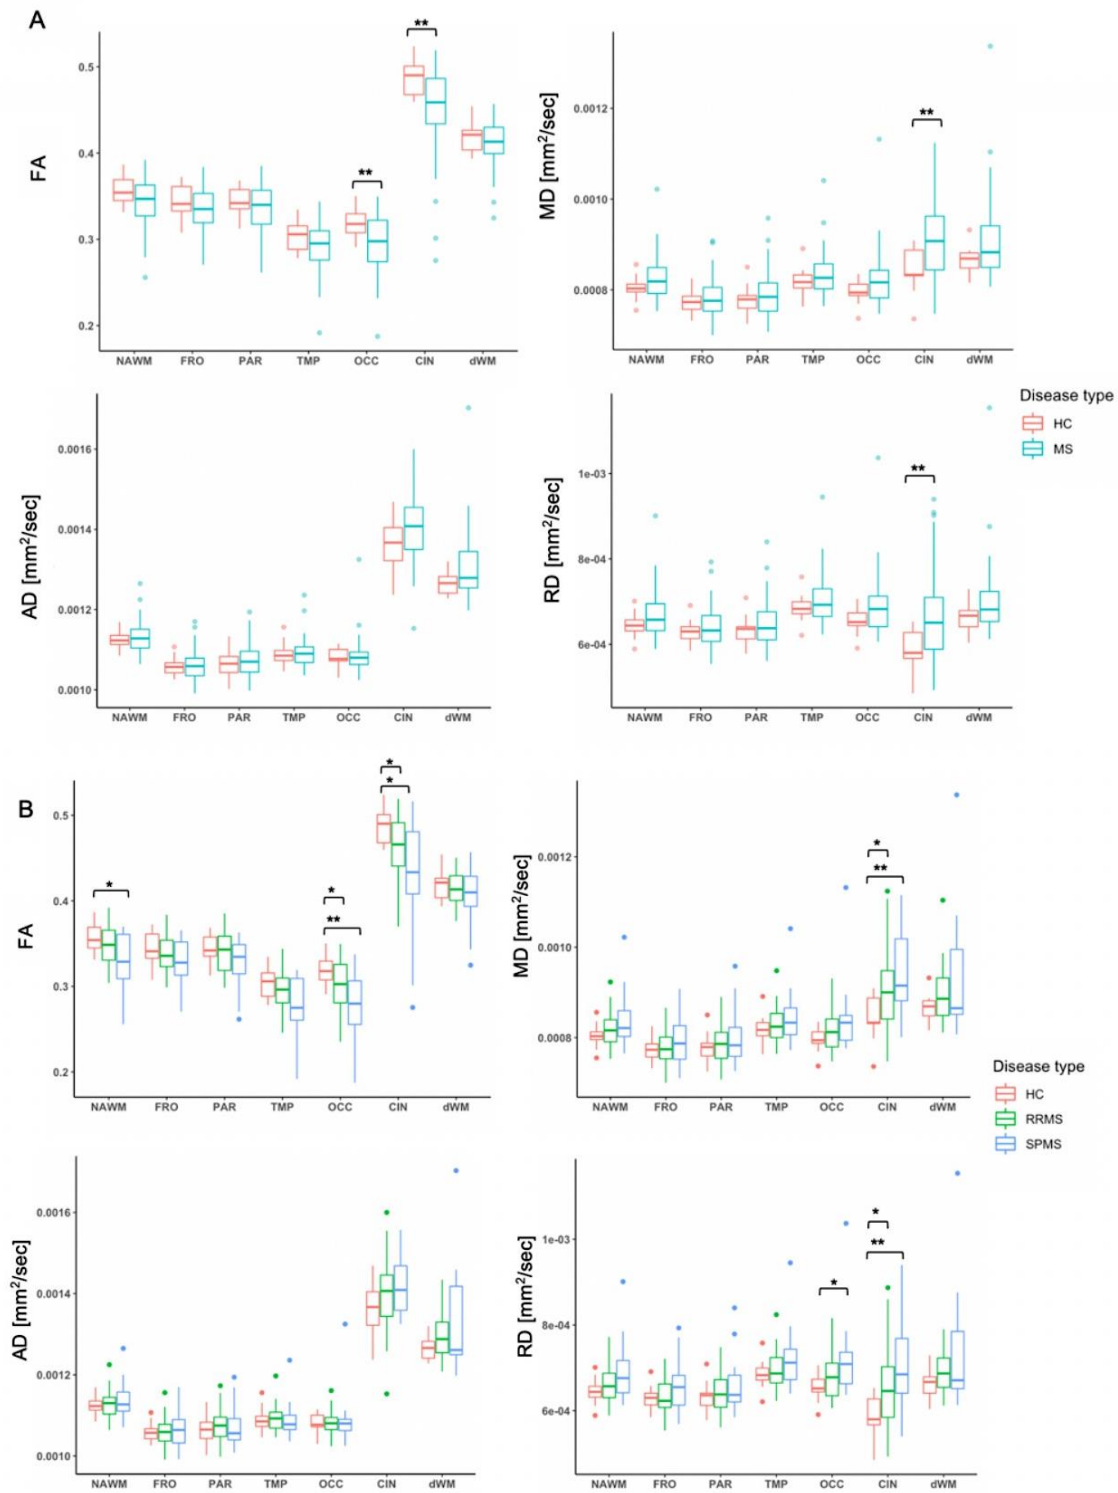 A
FA
0.5
0.4
0.3
0.2
**
**
NAWM FRO PAR TMP OCC CIN dWM
MD [mm²/sec]
0.0012
0.0010
0.0008
**
NAWM FRO PAR TMP OCC CIN dWM
AD [mm²/sec]
0.0016
0.0014
0.0012
0.0010
NAWM FRO PAR TMP OCC CIN dWM
RD [mm²/sec]
1e-03
8e-04
6e-04
**
NAWM FRO PAR TMP OCC CIN dWM
Disease type
HC
MS
B
FA
0.5
0.4
0.3
0.2
*
*
**
*
*
NAWM FRO PAR TMP OCC CIN dWM
MD [mm²/sec]
0.0012
0.0010
0.0008
*
**
NAWM FRO PAR TMP OCC CIN dWM
Disease type
HC
RRMS
SPMS
AD [mm²/sec]
0.0016
0.0014
0.0012
0.0010
NAWM FRO PAR TMP OCC CIN dWM
RD [mm²/sec]
1e-03
8e-04
6e-04
*
*
**
NAWM FRO PAR TMP OCC CIN dWM